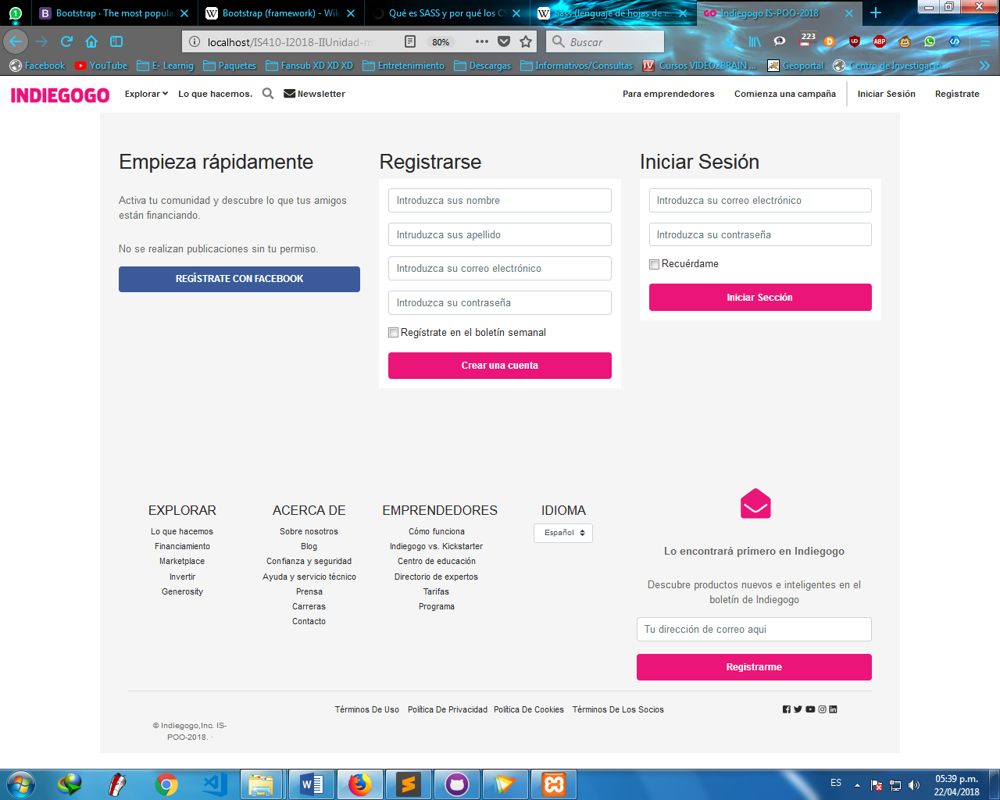 1
Bootstrap · The most popula
Bootstrap (framework) - Wik
Qué es SASS y por qué los CS
Sass (lenguaje de hojas de e
GO Indiegogo IS-POO-2018
localhost/IS410-I2018-IIUnidad-m
80%
Buscar
223
ABP
Facebook
YouTube
E- Learnig
Paquetes
Fansub XD XD XD
Entretenimiento
Descargas
Informativos/Consultas
Cursos VIDEO2BRAIN ...
Geoportal
Centro de Investigació...
INDIEGOGO
Explorar
Lo que hacemos.
Newsletter
Para emprendedores
Comienza una campaña
Iniciar Sesión
Regístrate
Empieza rápidamente
Activa tu comunidad y descubre lo que tus amigos
están financiando.
No se realizan publicaciones sin tu permiso.
REGÍSTRATE CON FACEBOOK
Registrarse
Introduzca sus nombre
Intruduzca sus apellido
Introduzca su correo electrónico
Introduzca su contraseña
Regístrate en el boletín semanal
Crear una cuenta
Iniciar Sesión
Introduzca su correo electrónico
Introduzca su contraseña
Recuérdame
Iniciar Sección
EXPLORAR
Lo que hacemos
Financiamiento
Marketplace
Invertir
Generosity
ACERCA DE
Sobre nosotros
Blog
Confianza y seguridad
Ayuda y servicio técnico
Prensa
Carreras
Contacto
EMPRENDEDORES
Cómo funciona
Indiegogo vs. Kickstarter
Centro de educación
Directorio de expertos
Tarifas
Programa
IDIOMA
Español
Lo encontrará primero en Indiegogo
Descubre productos nuevos e inteligentes en el
boletín de Indiegogo
Tu dirección de correo aqui
Registrarme
Términos De Uso
Política De Privacidad
Política De Cookies
Términos De Los Socios
© Indiegogo,Inc. IS-
POO-2018. ·
ES
05:39 p.m.
22/04/2018